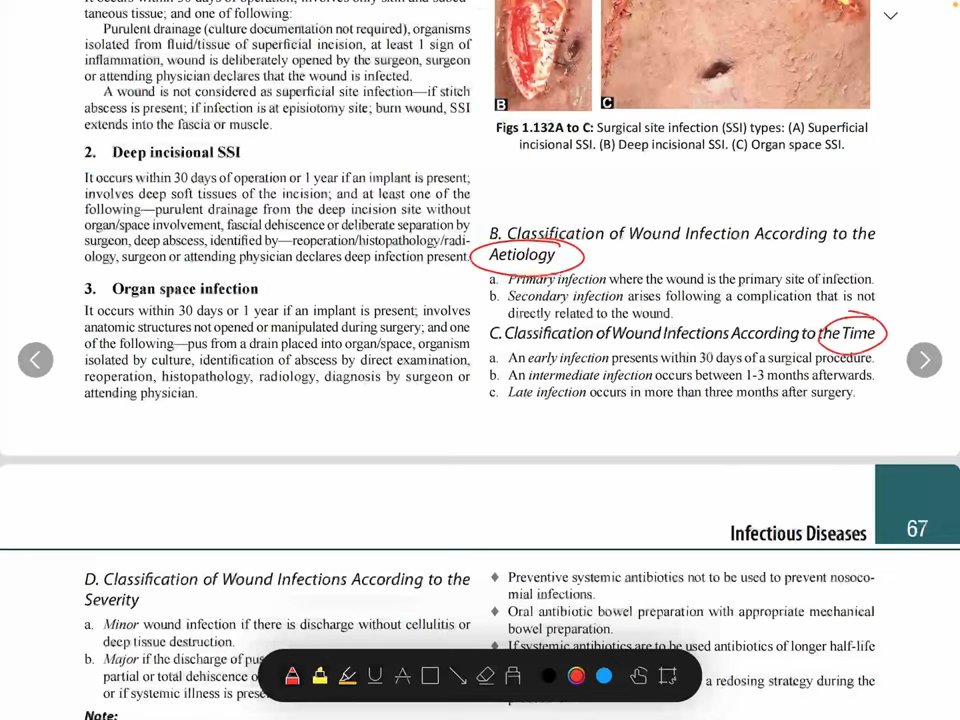 It occurs within 30 days of operation, involves only skin and subcu-
taneous tissue; and one of following:
Purulent drainage (culture documentation not required), organisms
isolated from fluid/tissue of superficial incision, at least 1 sign of
inflammation, wound is deliberately opened by the surgeon, surgeon
or attending physician declares that the wound is infected.
A wound is not considered as superficial site infection—if stitch
abscess is present; if infection is at episiotomy site; burn wound, SSI
extends into the fascia or muscle.
2. Deep incisional SSI
It occurs within 30 days of operation or 1 year if an implant is present;
involves deep soft tissues of the incision; and at least one of the
following—purulent drainage from the deep incision site without
organ/space involvement, fascial dehiscence or deliberate separation by
surgeon, deep abscess, identified by—reoperation/histopathology/radi-
ology, surgeon or attending physician declares deep infection present.
3. Organ space infection
It occurs within 30 days or 1 year if an implant is present; involves
anatomic structures not opened or manipulated during surgery; and one
of the following—pus from a drain placed into organ/space, organism
isolated by culture, identification of abscess by direct examination,
reoperation, histopathology, radiology, diagnosis by surgeon or
attending physician.
B
C
Figs 1.132A to C: Surgical site infection (SSI) types: (A) Superficial
incisional SSI. (B) Deep incisional SSI. (C) Organ space SSI.
B. Classification of Wound Infection According to the
Aetiology
a. Primary infection where the wound is the primary site of infection.
b. Secondary infection arises following a complication that is not
directly related to the wound.
C. Classification of Wound Infections According to the Time
a. An early infection presents within 30 days of a surgical procedure.
b. An intermediate infection occurs between 1-3 months afterwards.
c. Late infection occurs in more than three months after surgery.
Infectious Diseases 67
D. Classification of Wound Infections According to the
Severity
a. Minor wound infection if there is discharge without cellulitis or
deep tissue destruction.
b. Major if the discharge of pus
partial or total dehiscence o
or if systemic illness is prese
Note:
♦ Preventive systemic antibiotics not to be used to prevent nosoco-
mial infections.
♦ Oral antibiotic bowel preparation with appropriate mechanical
bowel preparation.
♦ If systemic antibiotics are to be used antibiotics of longer half-life
a redosing strategy during the